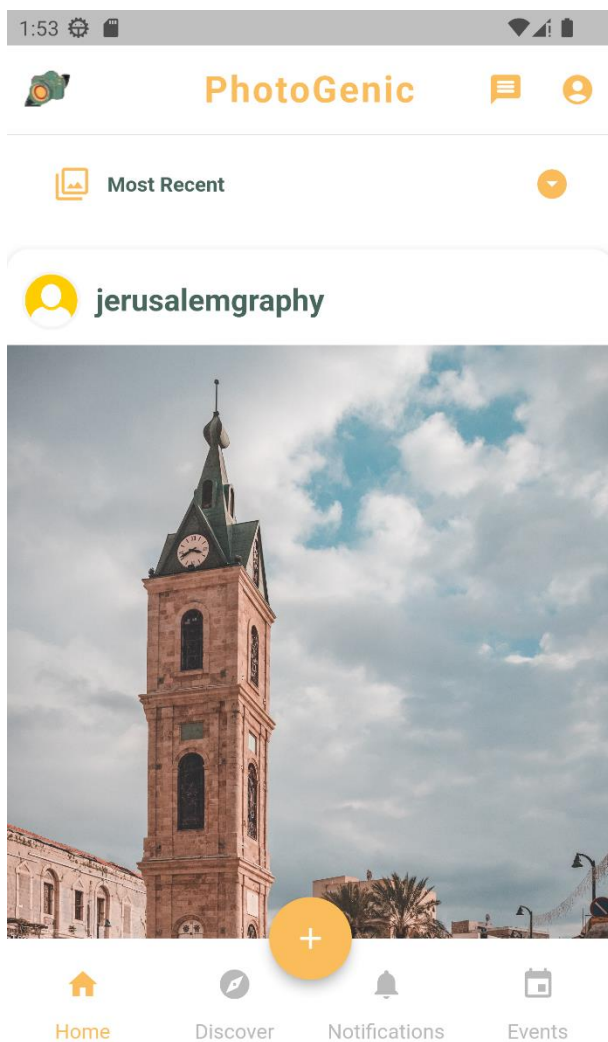 1:53
PhotoGenic
Most Recent
jerusalemgraphy
Home Discover Notifications Events